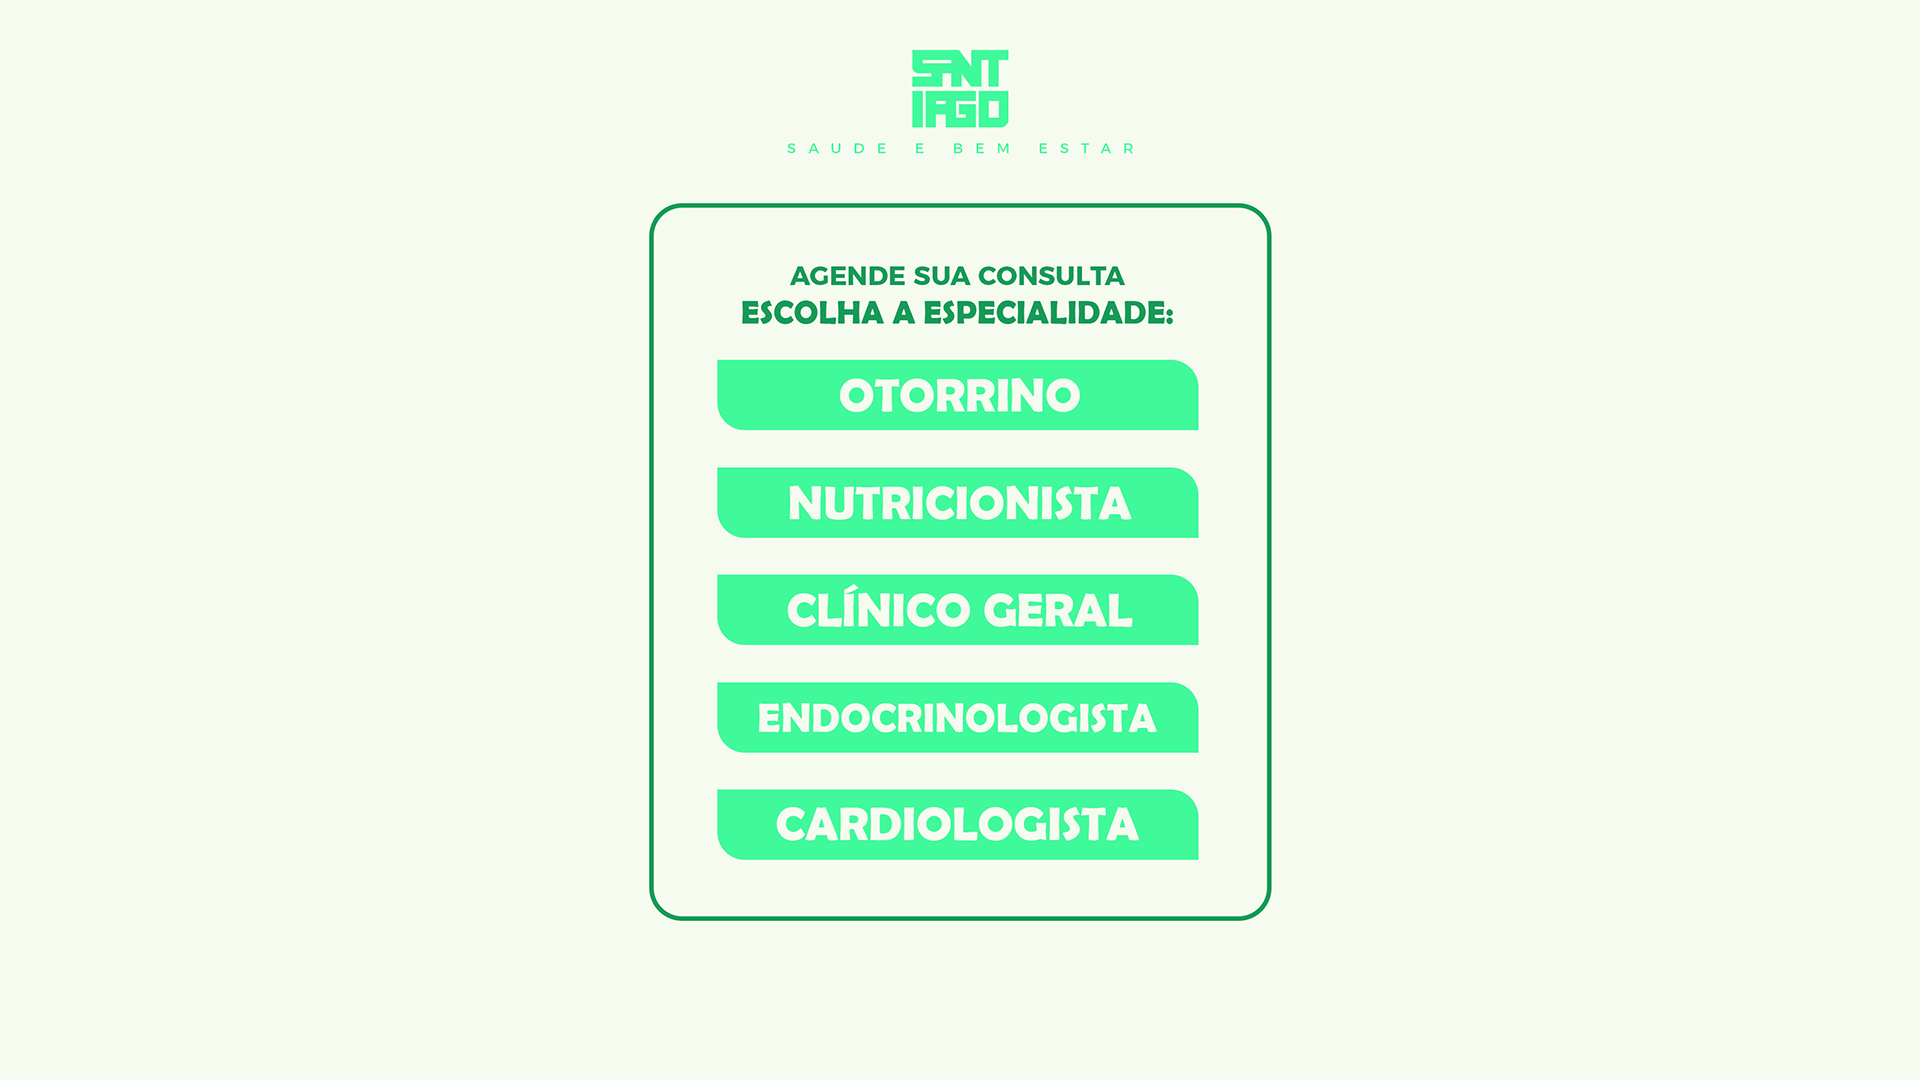 SANT
IAGO
SAUDE E BEM ESTAR
AGENDE SUA CONSULTA
ESCOLHA A ESPECIALIDADE:
OTORRINO
NUTRICIONISTA
CLÍNICO GERAL
ENDOCRINOLOGISTA
CARDIOLOGISTA